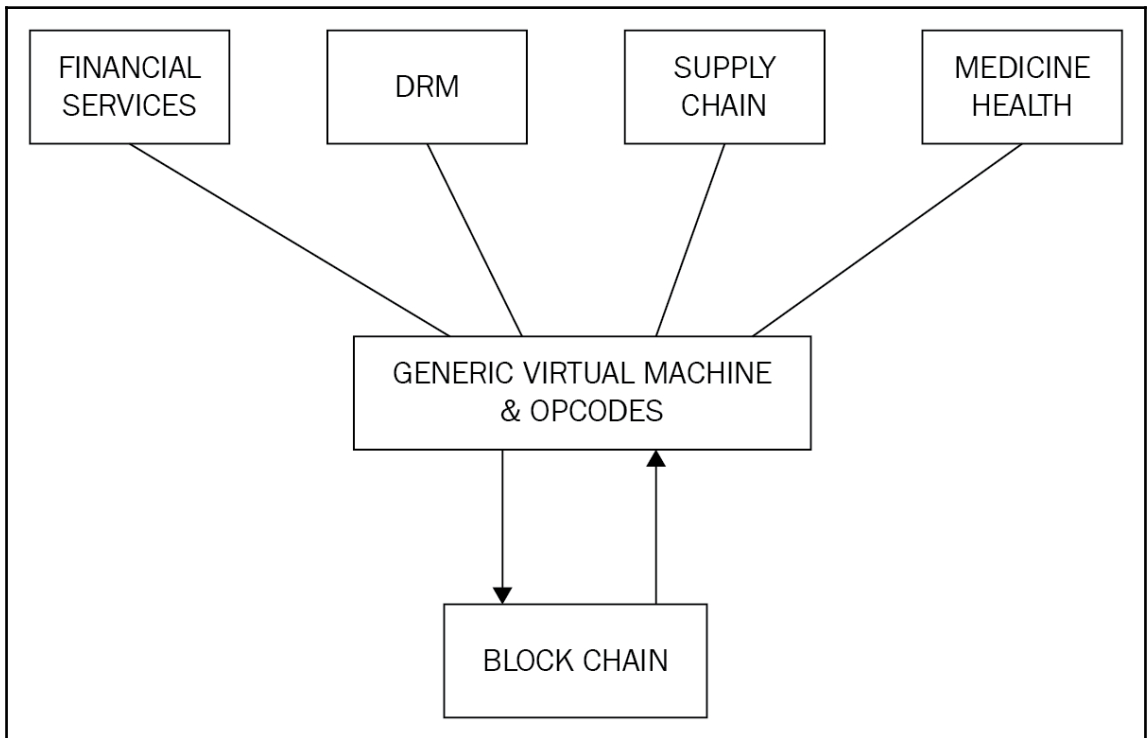 FINANCIAL
SERVICES
DRM
SUPPLY
CHAIN
MEDICINE
HEALTH
GENERIC VIRTUAL MACHINE
& OPCODES
BLOCK CHAIN